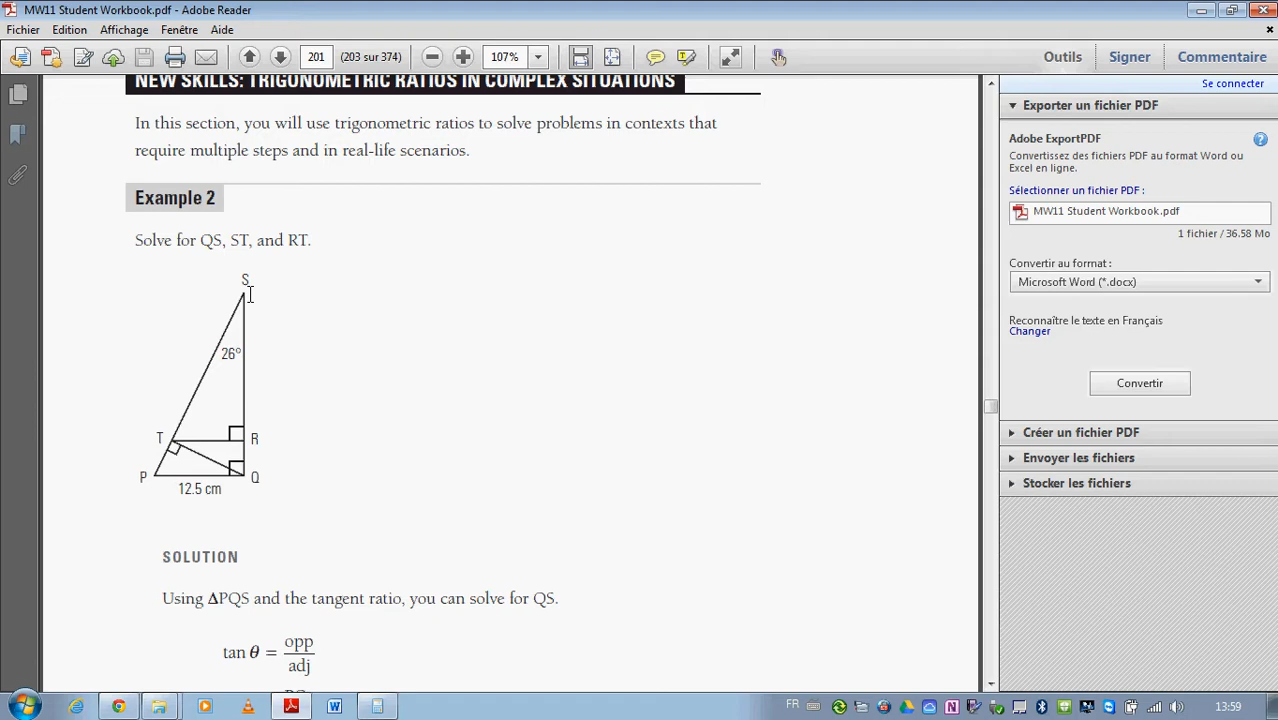 MW11 Student Workbook.pdf - Adobe Reader
Fichier Edition Affichage Fenêtre Aide
201 (203 sur 374) 107% Outils Signer Commentaire
NEW SKILLS: TRIGONOMETRIC RATIOS IN COMPLEX SITUATIONS
In this section, you will use trigonometric ratios to solve problems in contexts that
require multiple steps and in real-life scenarios.
Example 2
Solve for QS, ST, and RT.
S
26°
T
R
P
Q
12.5 cm
SOLUTION
Using ΔPQS and the tangent ratio, you can solve for QS.
tan θ = opp
adj
Se connecter
Exporter un fichier PDF
Adobe ExportPDF
Convertissez des fichiers PDF au format Word ou
Excel en ligne.
Sélectionner un fichier PDF :
MW11 Student Workbook.pdf
1 fichier / 36.58 Mo
Convertir au format :
Microsoft Word (*.docx)
Reconnaître le texte en Français
Changer
Convertir
Créer un fichier PDF
Envoyer les fichiers
Stocker les fichiers
FR 13:59